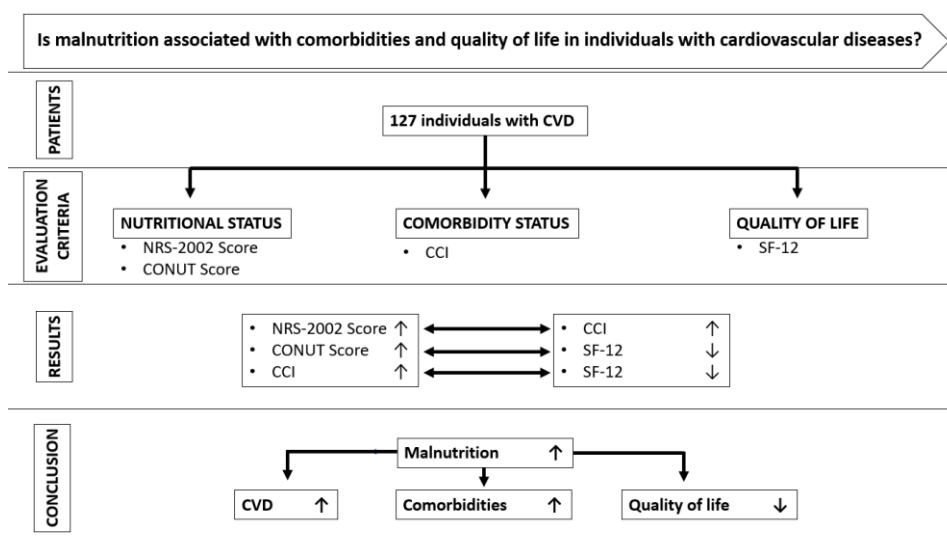 Is malnutrition associated with comorbidities and quality of life in individuals with cardiovascular diseases?
PATIENTS
127 individuals with CVD
EVALUATION
CRITERIA
NUTRITIONAL STATUS
• NRS-2002 Score
• CONUT Score
COMORBIDITY STATUS
• CCI
QUALITY OF LIFE
• SF-12
RESULTS
• NRS-2002 Score ↑
• CONUT Score ↑
• CCI ↑
• CCI ↑
• SF-12 ↓
• SF-12 ↓
CONCLUSION
Malnutrition ↑
CVD ↑
Comorbidities ↑
Quality of life ↓